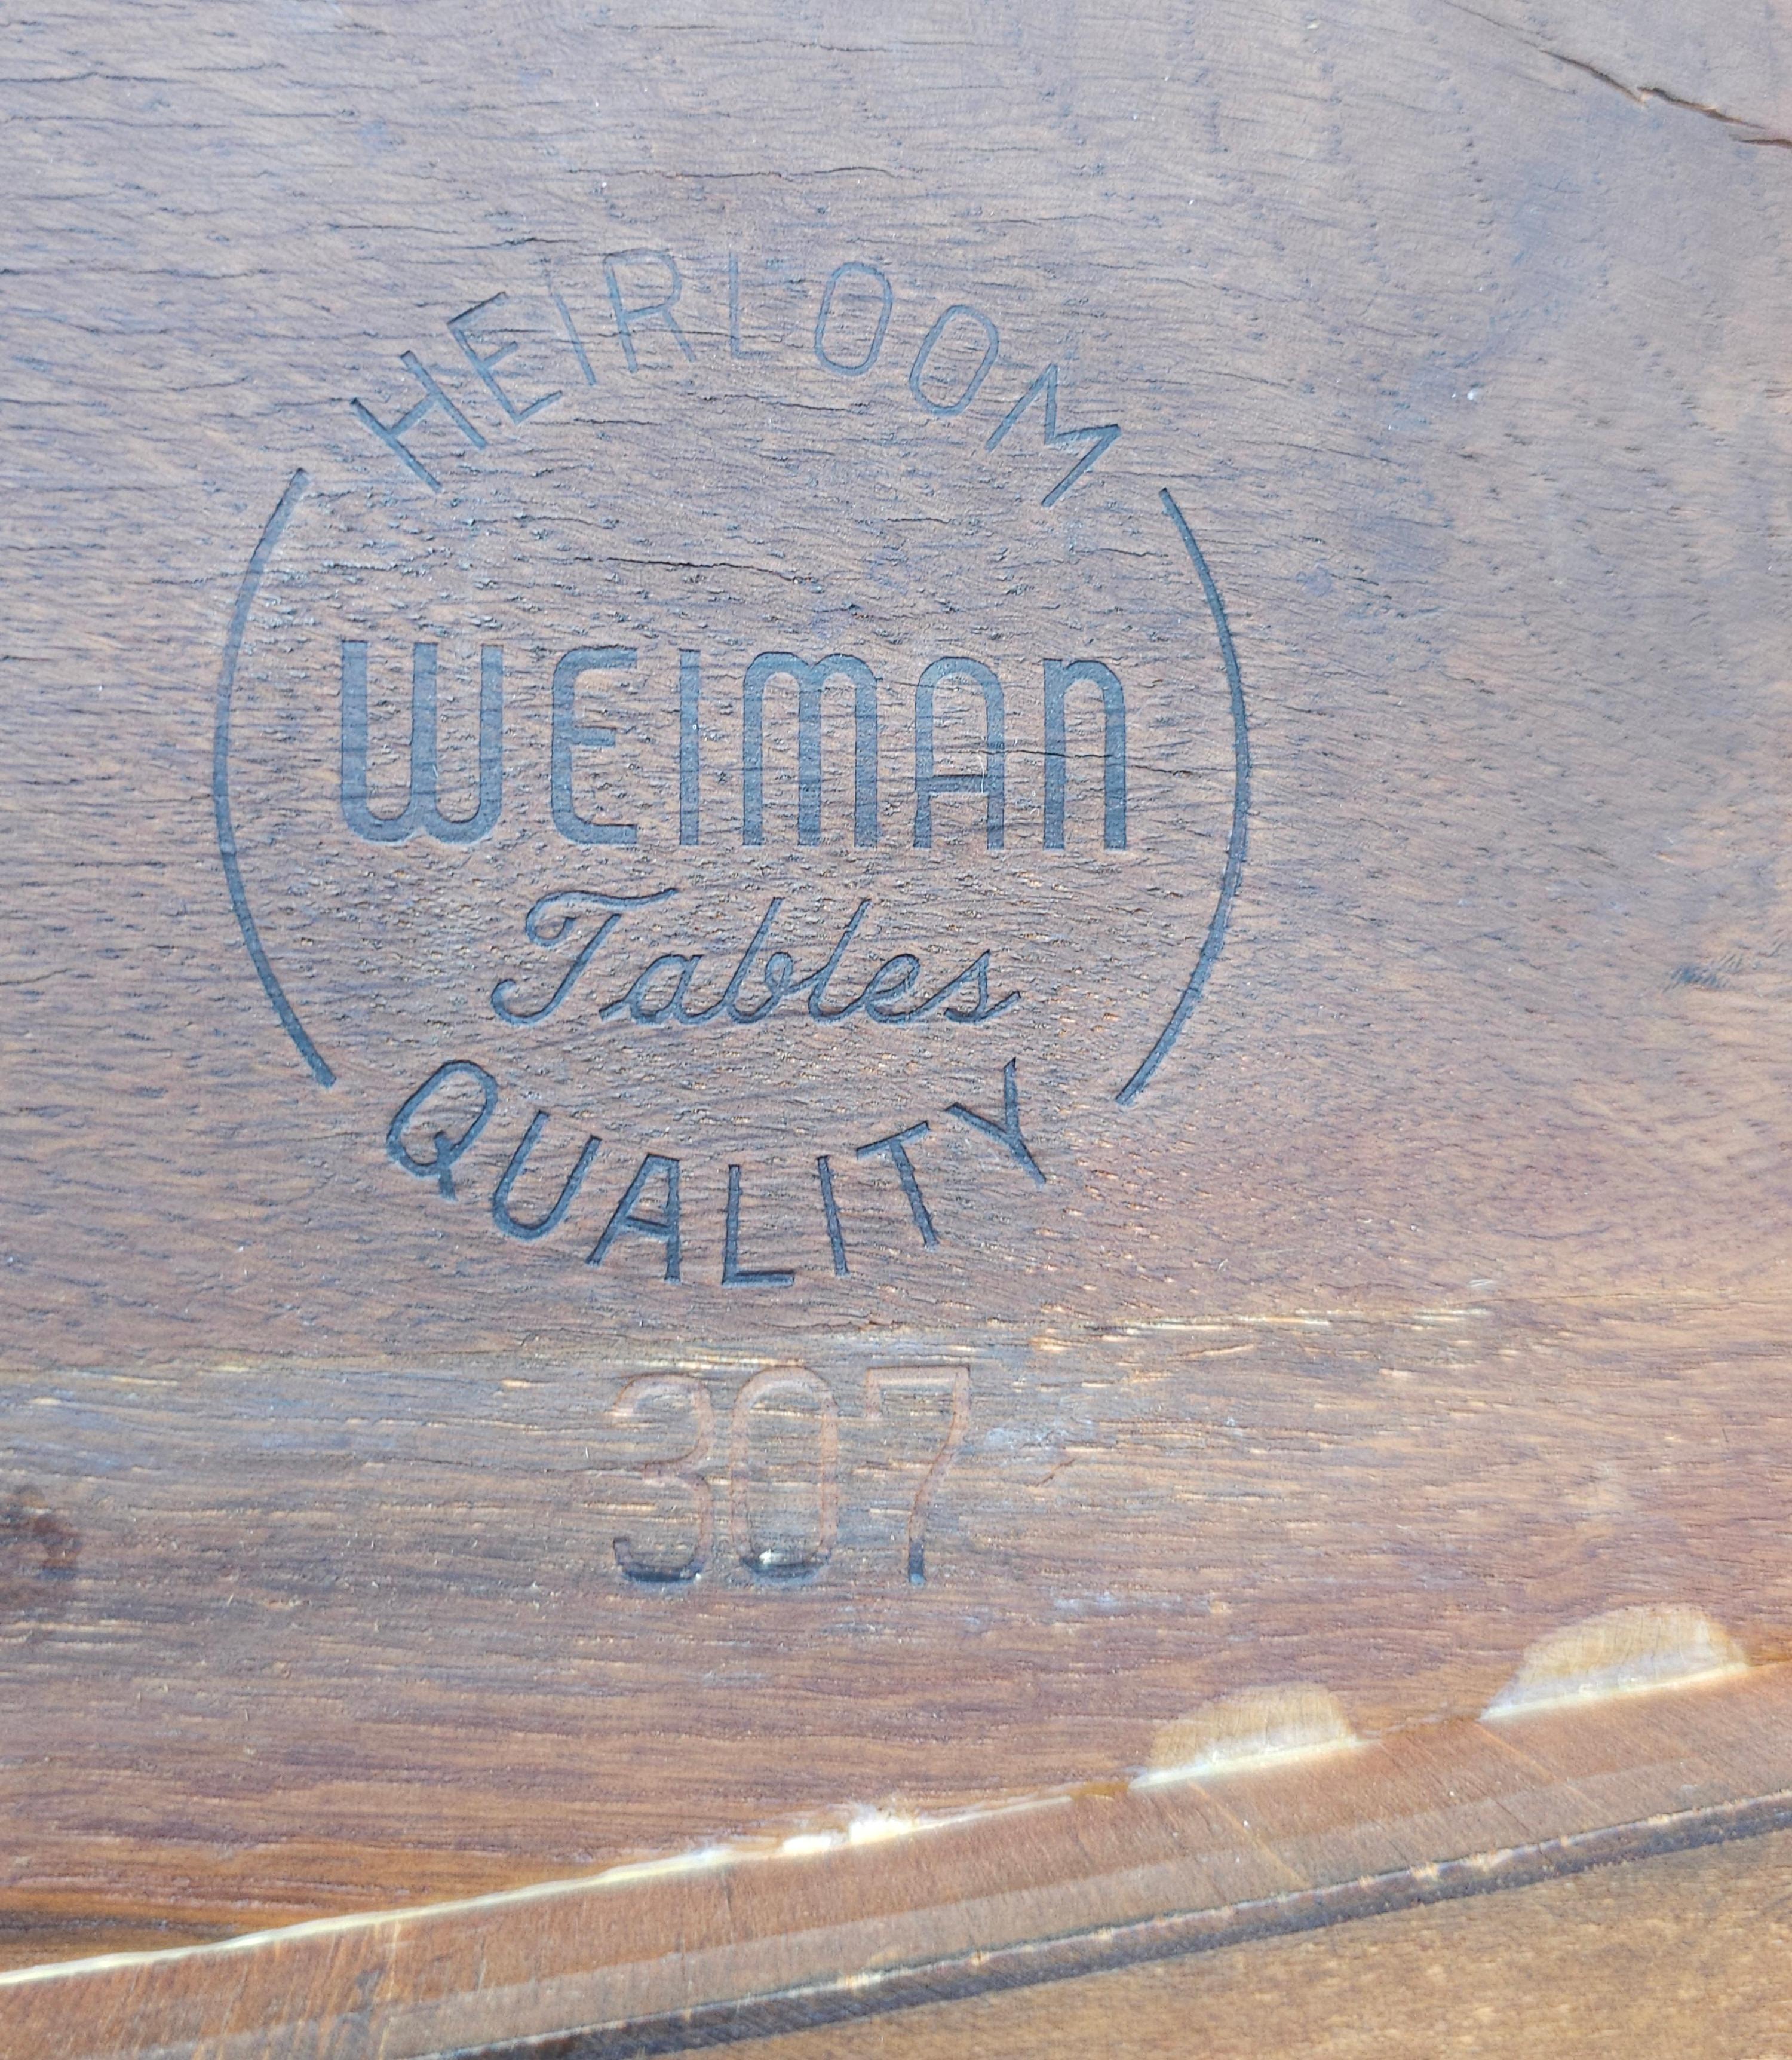 HEIRLOOM
WEIMAN
Tables
QUALITY
307